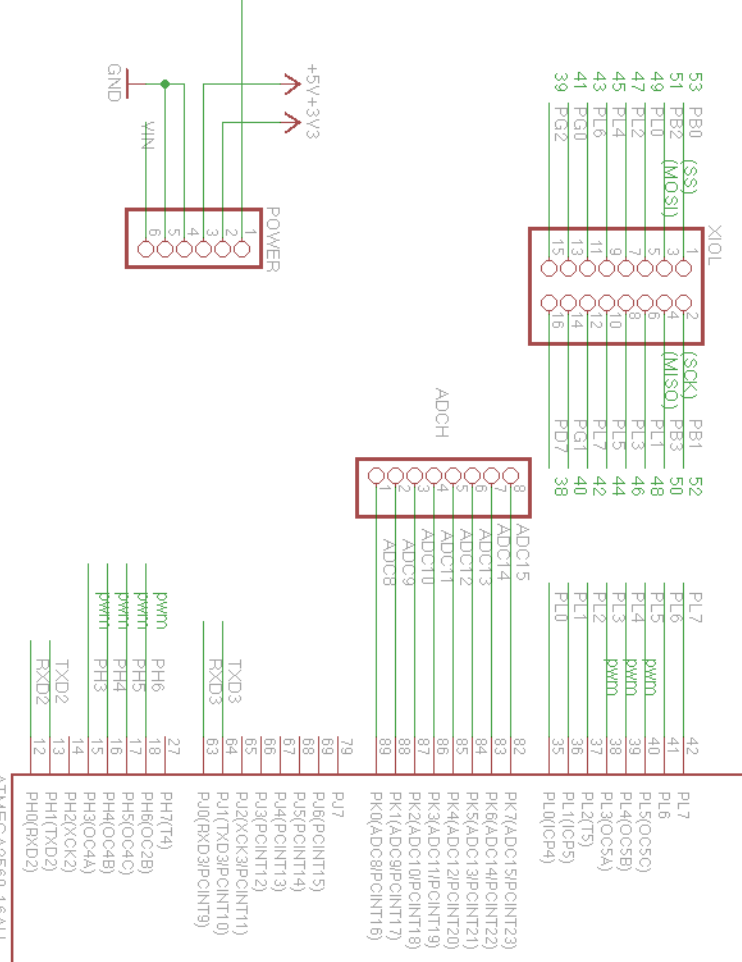 GND
VIN
+5V
+3V3
POWER
6
5
4
3
2
1
39
41
43
45
47
49
51
53
PG2
PG0
PL6
PL4
PL2
PL0
PB2
PB0
(MOSI)
(SS)
XIOL
15
13
11
9
7
5
3
1
16
14
12
10
8
6
4
2
(MISO)
(SCK)
PD7
PG1
PL7
PL5
PL3
PL1
PB3
PB1
38
40
42
44
46
48
50
52
ADCH
1
2
3
4
5
6
7
8
ADC8
ADC9
ADC10
ADC11
ADC12
ADC13
ADC14
ADC15
PL0
PL1
PL2
PL3
PL4
PL5
PL6
PL7
pwm
pwm
pwm
pwm
pwm
pwm
pwm
RXD2
TXD2
PH3
PH4
PH5
PH6
RXD3
TXD3
12
13
14
15
16
17
18
27
63
64
65
66
67
68
69
79
89
88
87
86
85
84
83
82
35
36
37
38
39
40
41
42
PH0(RXD2)
PH1(TXD2)
PH2(XCK2)
PH3(OC4A)
PH4(OC4B)
PH5(OC4C)
PH6(OC2B)
PH7(T4)
PJ0(RXD3/PCINT9)
PJ1(TXD3/PCINT10)
PJ2(XCK3/PCINT11)
PJ3(PCINT12)
PJ4(PCINT13)
PJ5(PCINT14)
PJ6(PCINT15)
PJ7
PK0(ADC8/PCINT16)
PK1(ADC9/PCINT17)
PK2(ADC10/PCINT18)
PK3(ADC11/PCINT19)
PK4(ADC12/PCINT20)
PK5(ADC13/PCINT21)
PK6(ADC14/PCINT22)
PK7(ADC15/PCINT23)
PL0(ICP4)
PL1(ICP5)
PL2(T5)
PL3(OC5A)
PL4(OC5B)
PL5(OC5C)
PL6
PL7